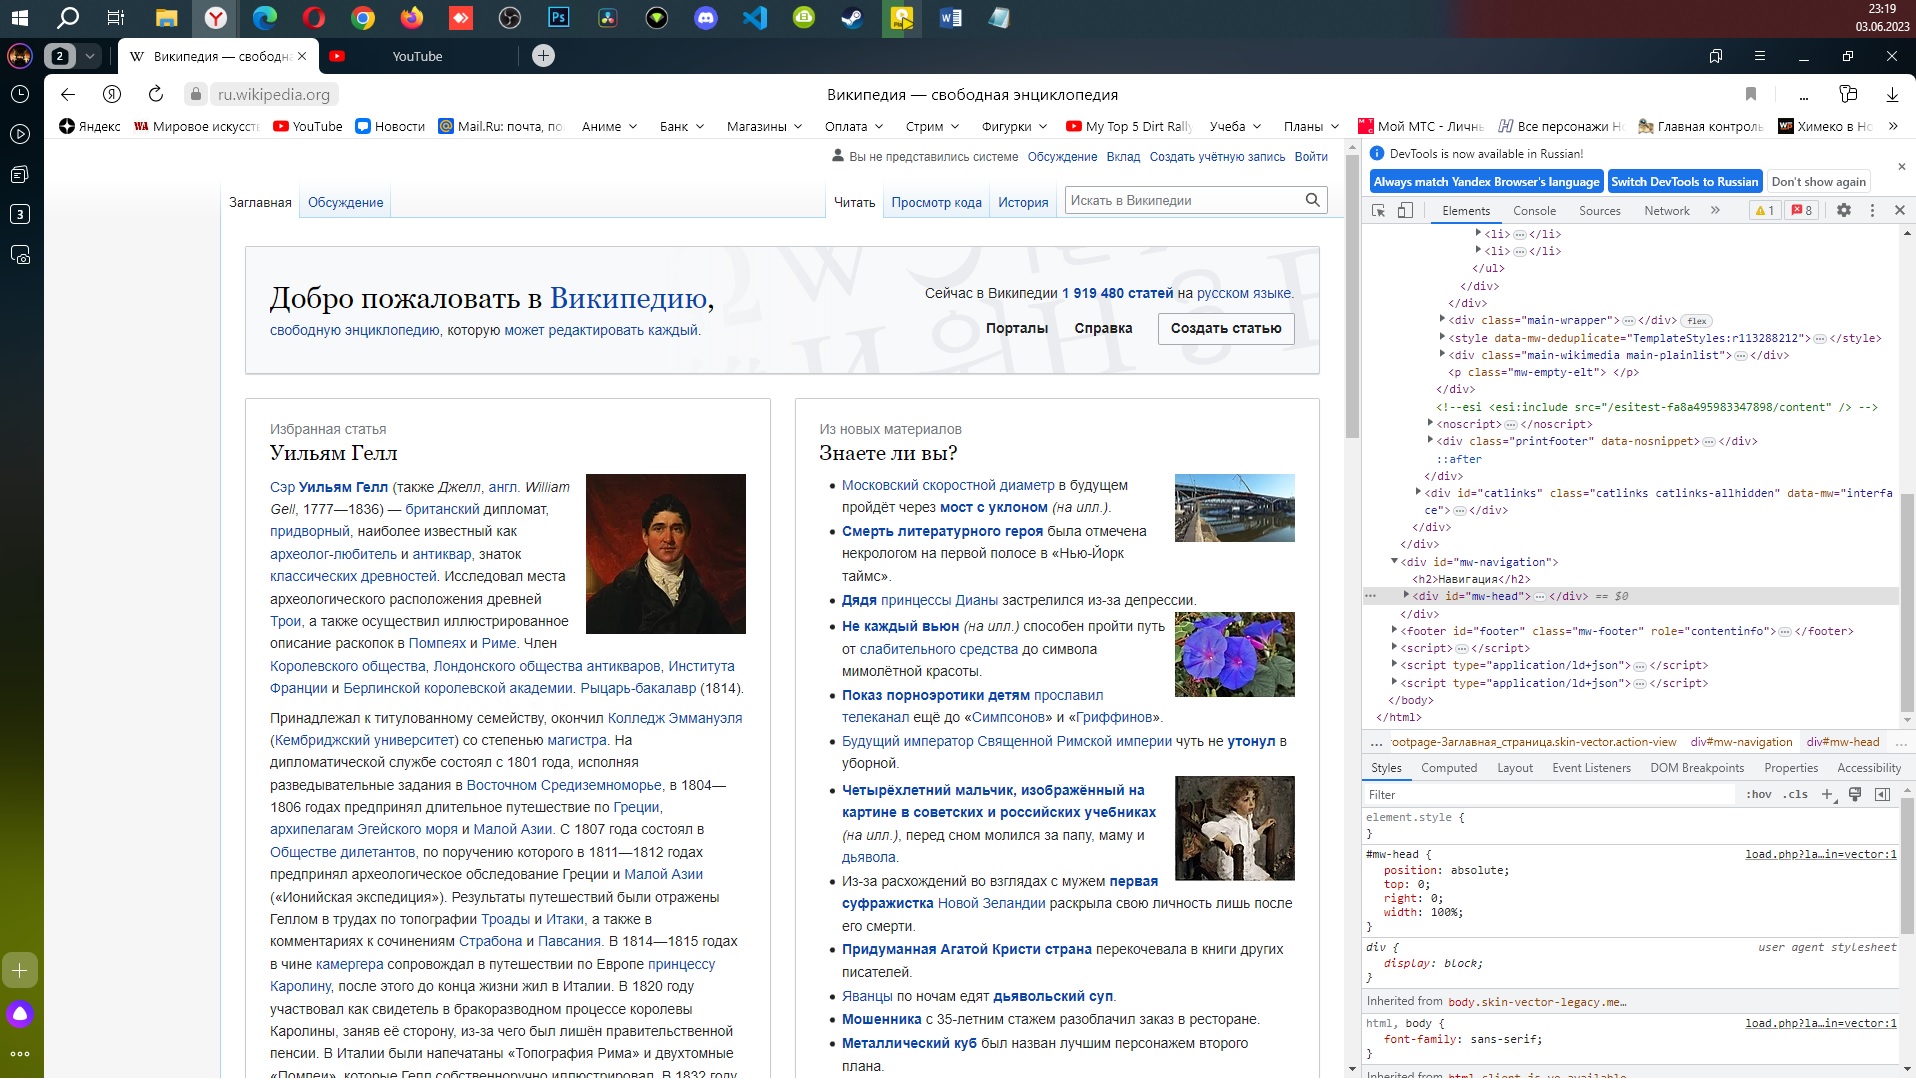 23:19
03.06.2023
2
Википедия — свободн
YouTube
ru.wikipedia.org
Википедия — свободная энциклопедия
Яндекс
Мировое искусст
YouTube
Новости
Mail.Ru: почта, по
Аниме
Банк
Магазины
Оплата
Стрим
Фигурки
My Top 5 Dirt Rally
Учеба
Планы
Мой МТС - Личн
Все персонажи Ho
Главная контроль
Химеко в Но
3
Вы не представились системе Обсуждение Вклад Создать учётную запись Войти
Заглавная Обсуждение
Читать Просмотр кода История
Искать в Википедии
Добро пожаловать в Википедию,
свободную энциклопедию, которую может редактировать каждый.
Сейчас в Википедии 1 919 480 статей на русском языке.
Порталы Справка Создать статью
Избранная статья
Уильям Гелл
Сэр Уильям Гелл (также Джелл, англ. William
Gell, 1777—1836) — британский дипломат,
придворный, наиболее известный как
археолог-любитель и антиквар, знаток
классических древностей. Исследовал места
археологического расположения древней
Трои, а также осуществил иллюстрированное
описание раскопок в Помпеях и Риме. Член
Королевского общества, Лондонского общества антикваров, Института
Франции и Берлинской королевской академии. Рыцарь-бакалавр (1814).
Принадлежал к титулованному семейству, окончил Колледж Эммануэля
(Кембриджский университет) со степенью магистра. На
дипломатической службе состоял с 1801 года, исполняя
разведывательные задания в Восточном Средиземноморье, в 1804—
1806 годах предпринял длительное путешествие по Греции,
архипелагам Эгейского моря и Малой Азии. С 1807 года состоял в
Обществе дилетантов, по поручению которого в 1811—1812 годах
предпринял археологическое обследование Греции и Малой Азии
(«Ионийская экспедиция»). Результаты путешествий были отражены
Геллом в трудах по топографии Троады и Итаки, а также в
комментариях к сочинениям Страбона и Павсания. В 1814—1815 годах
в чине камергера сопровождал в путешествии по Европе принцессу
Каролину, после этого до конца жизни жил в Италии. В 1820 году
участвовал как свидетель в бракоразводном процессе королевы
Каролины, заняв её сторону, из-за чего был лишён правительственной
пенсии. В Италии были напечатаны «Топография Рима» и двухтомные
«Помпеи», которые Гелл собственноручно иллюстрировал. В 1832 году
Из новых материалов
Знаете ли вы?
Московский скоростной диаметр в будущем
пройдёт через мост с уклоном (на илл.).
Смерть литературного героя была отмечена
некрологом на первой полосе в «Нью-Йорк
таймс».
Дядя принцессы Дианы застрелился из-за депрессии.
Не каждый вьюн (на илл.) способен пройти путь
от слабительного средства до символа
мимолётной красоты.
Показ порноэротики детям прославил
телеканал ещё до «Симпсонов» и «Гриффинов».
Будущий император Священной Римской империи чуть не утонул в
уборной.
Четырёхлетний мальчик, изображённый на
картине в советских и российских учебниках
(на илл.), перед сном молился за папу, маму и
дьявола.
Из-за расхождений во взглядах с мужем первая
суфражистка Новой Зеландии раскрыла свою личность лишь после
его смерти.
Придуманная Агатой Кристи страна перекочевала в книги других
писателей.
Яванцы по ночам едят дьявольский суп.
Мошенника с 35-летним стажем разоблачил заказ в ресторане.
Металлический куб был назван лучшим персонажем второго
плана.
DevTools is now available in Russian!
Always match Yandex Browser's language Switch DevTools to Russian Don't show again
Elements Console Sources Network » 1 8
<li>…</li>
<li>…</li>
</ul>
</div>
</div>
<div class="main-wrapper">…</div> flex
<style data-mw-deduplicate="TemplateStyles:r113288212">…</style>
<div class="main-wikimedia main-plainlist">…</div>
<p class="mw-empty-elt"> </p>
</div>
<!--esi <esi:include src="/esitest-fa8a495983347898/content" /> -->
<noscript>…</noscript>
<div class="printfooter" data-nosnippet>…</div>
::after
</div>
<div id="catlinks" class="catlinks catlinks-allhidden" data-mw="interfa
ce">…</div>
</div>
</div>
<div id="mw-navigation">
<h2>Навигация</h2>
<div id="mw-head">…</div> == $0
</div>
<footer id="footer" class="mw-footer" role="contentinfo">…</footer>
<script>…</script>
<script type="application/ld+json">…</script>
<script type="application/ld+json">…</script>
</body>
</html>
… ootpage-Заглавная_страница.skin-vector.action-view div#mw-navigation div#mw-head …
Styles Computed Layout Event Listeners DOM Breakpoints Properties Accessibility
Filter :hov .cls +
element.style {
}
#mw-head { load.php?la…in=vector:1
position: absolute;
top: 0;
right: 0;
width: 100%;
}
div { user agent stylesheet
display: block;
}
Inherited from body.skin-vector-legacy.me…
html, body { load.php?la…in=vector:1
font-family: sans-serif;
}
Inherited from html.client-js.ve-available